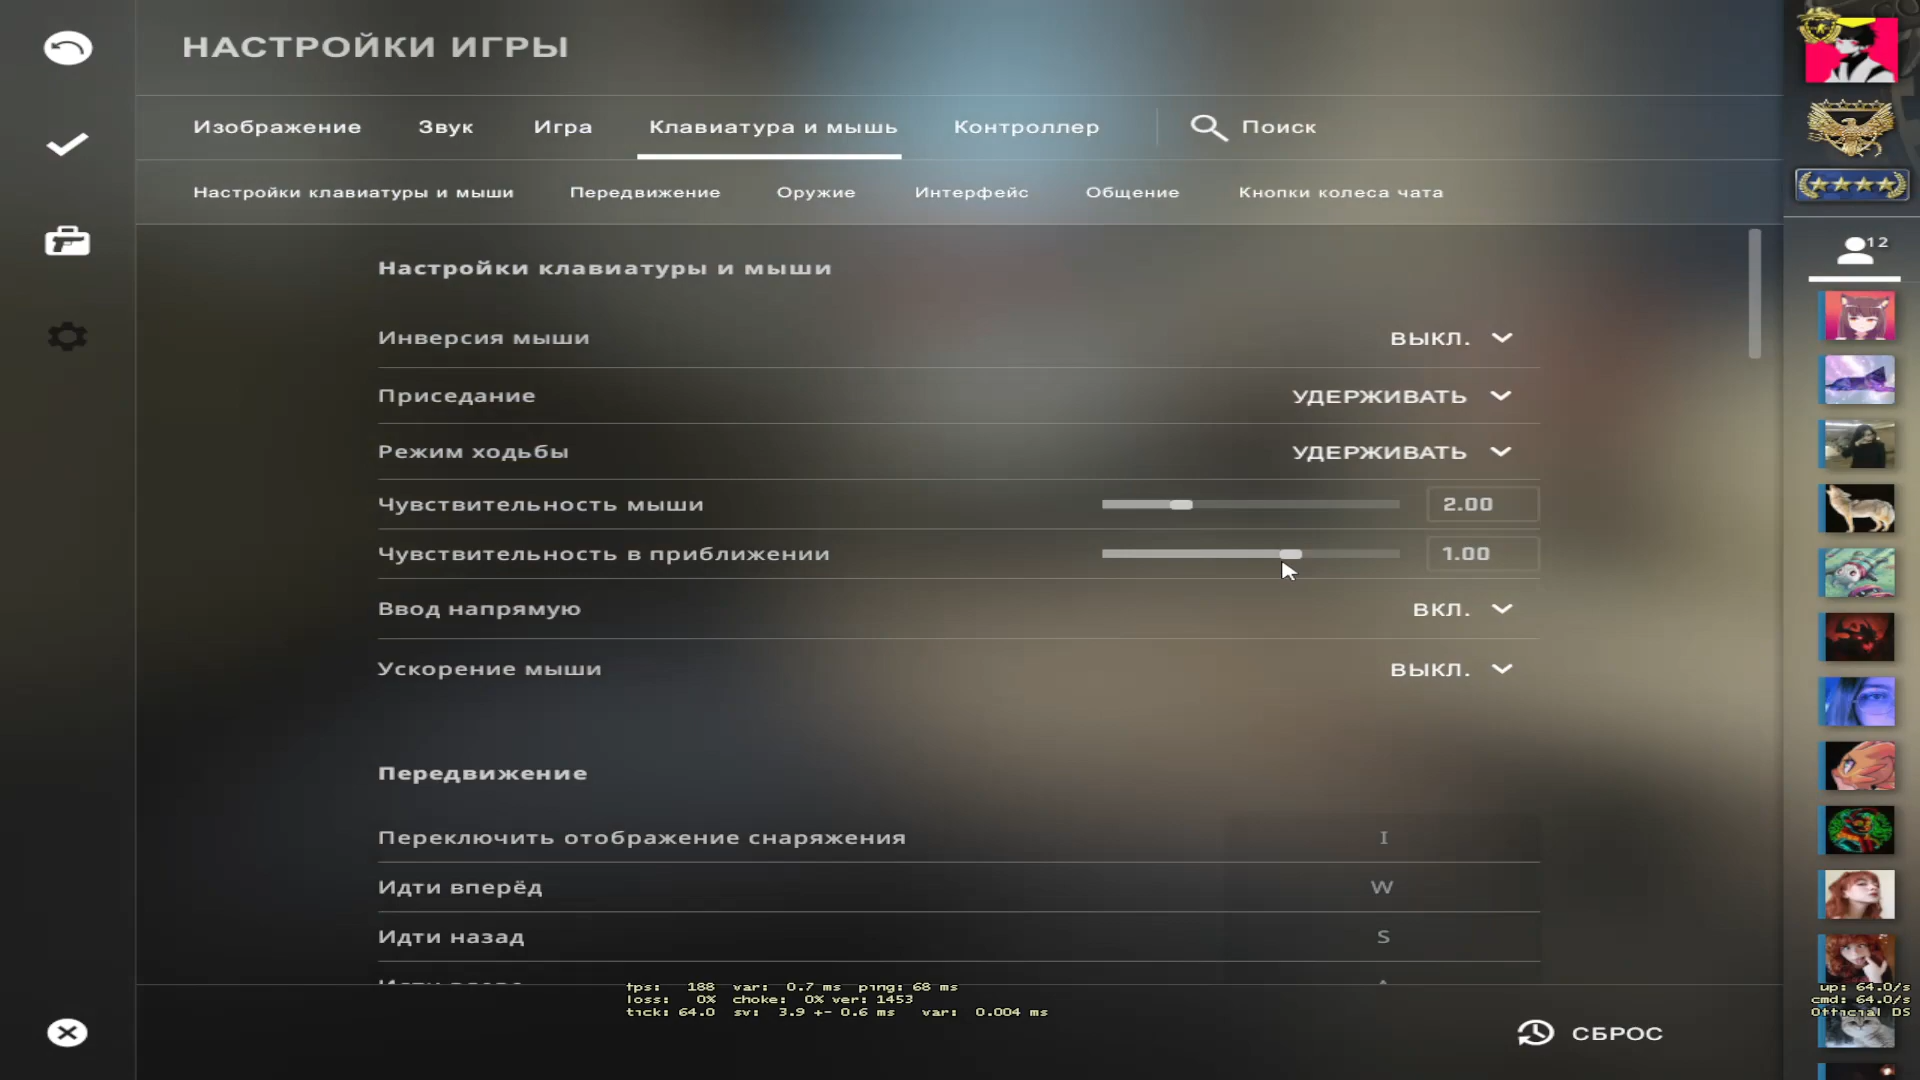 НАСТРОЙКИ ИГРЫ
Изображение Звук Игра Клавиатура и мышь Контроллер Поиск
Настройки клавиатуры и мыши Передвижение Оружие Интерфейс Общение Кнопки колеса чата
12
Настройки клавиатуры и мыши
Инверсия мыши ВЫКЛ.
Приседание УДЕРЖИВАТЬ
Режим ходьбы УДЕРЖИВАТЬ
Чувствительность мыши 2.00
Чувствительность в приближении 1.00
Ввод напрямую ВКЛ.
Ускорение мыши ВЫКЛ.
Передвижение
Переключить отображение снаряжения I
Идти вперёд W
Идти назад S
fps: 188 var: 0.7 ms ping: 68 ms
loss: 0% choke: 0% ver: 1453
tick: 64.0 sv: 3.9 +- 0.6 ms var: 0.004 ms
up: 64.0/s
cmd: 64.0/s
Official DS
СБРОС